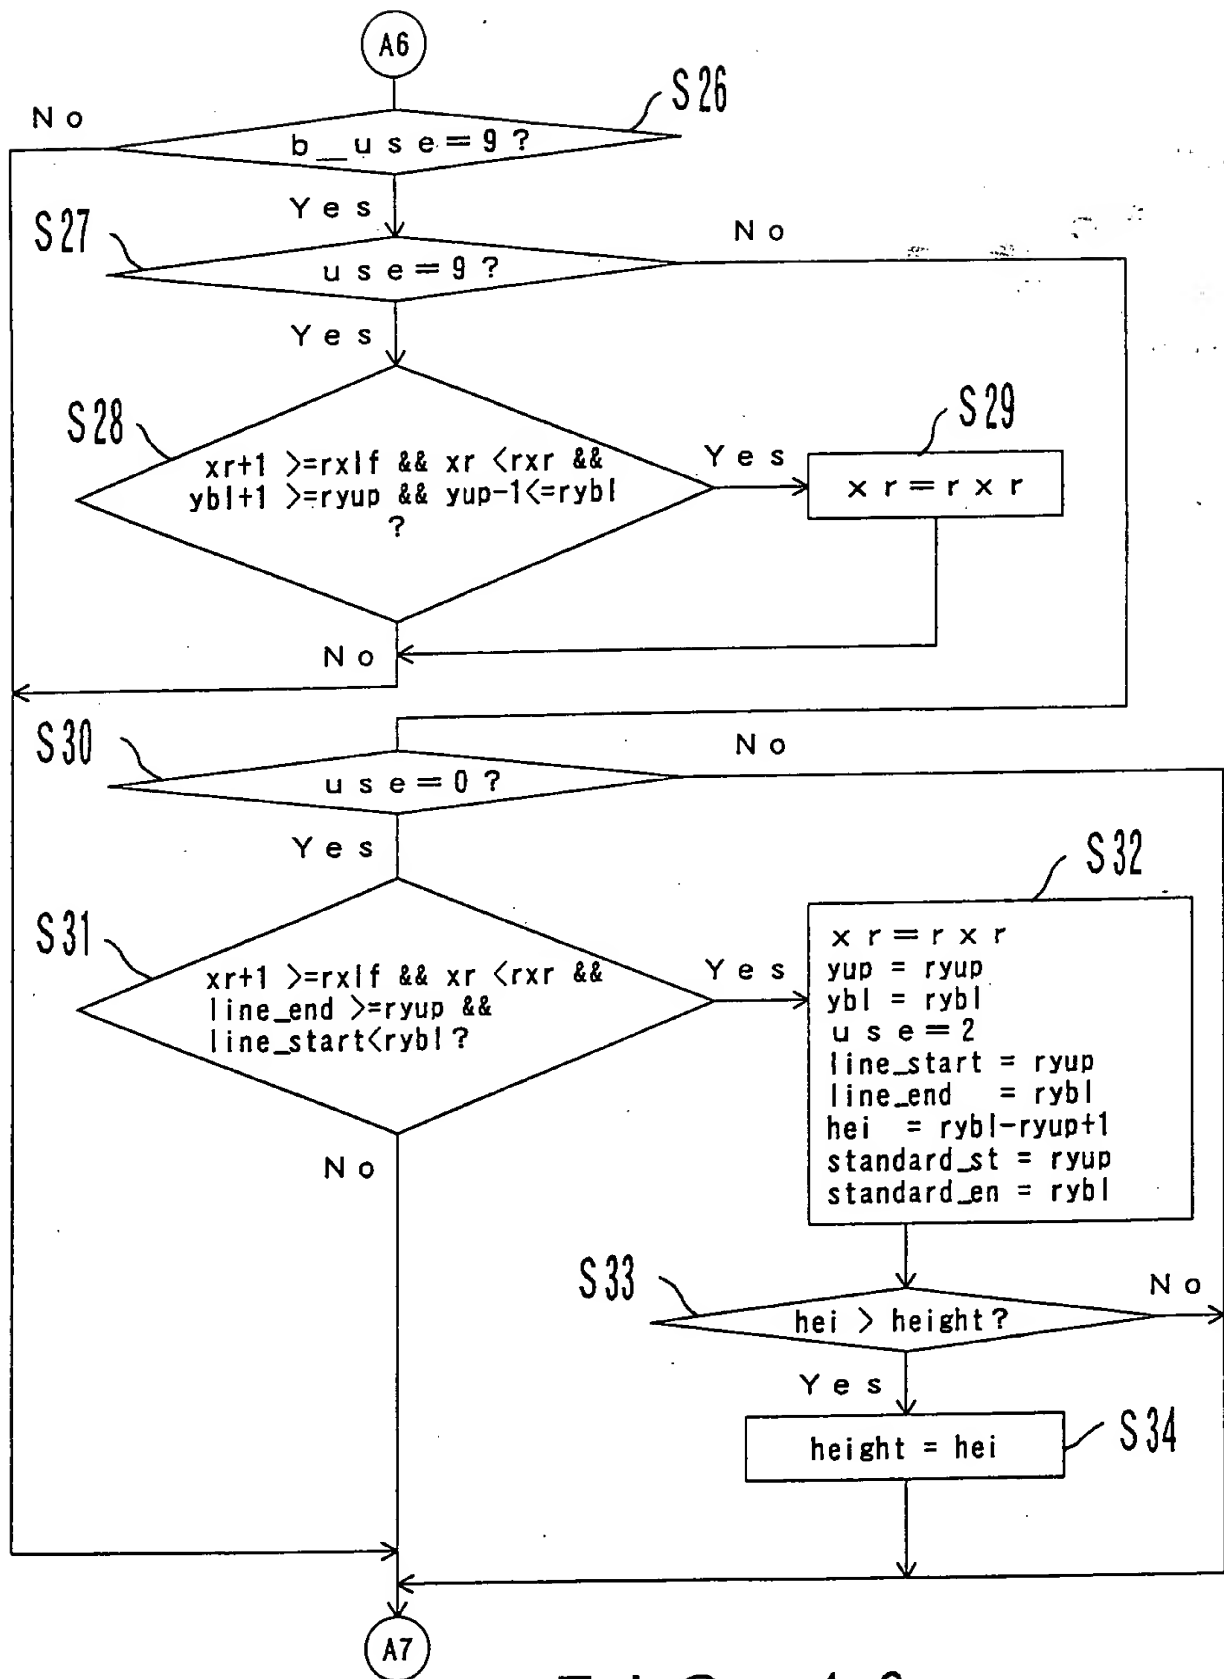 A6
S26
No
b__use=9?
Yes
S27
No
use=9?
Yes
S28
xr+1 >=rxlf && xr <rxr &&
ybl+1 >=ryup && yup-1<=rybl
?
Yes
S29
xr=rxr
No
S30
No
use=0?
Yes
S31
xr+1 >=rxlf && xr <rxr &&
line_end >=ryup &&
line_start<rybl?
Yes
S32
xr=rxr
yup = ryup
ybl = rybl
use=2
line_start = ryup
line_end = rybl
hei = rybl-ryup+1
standard_st = ryup
standard_en = rybl
No
S33
hei > height?
No
Yes
height = hei
S34
A7